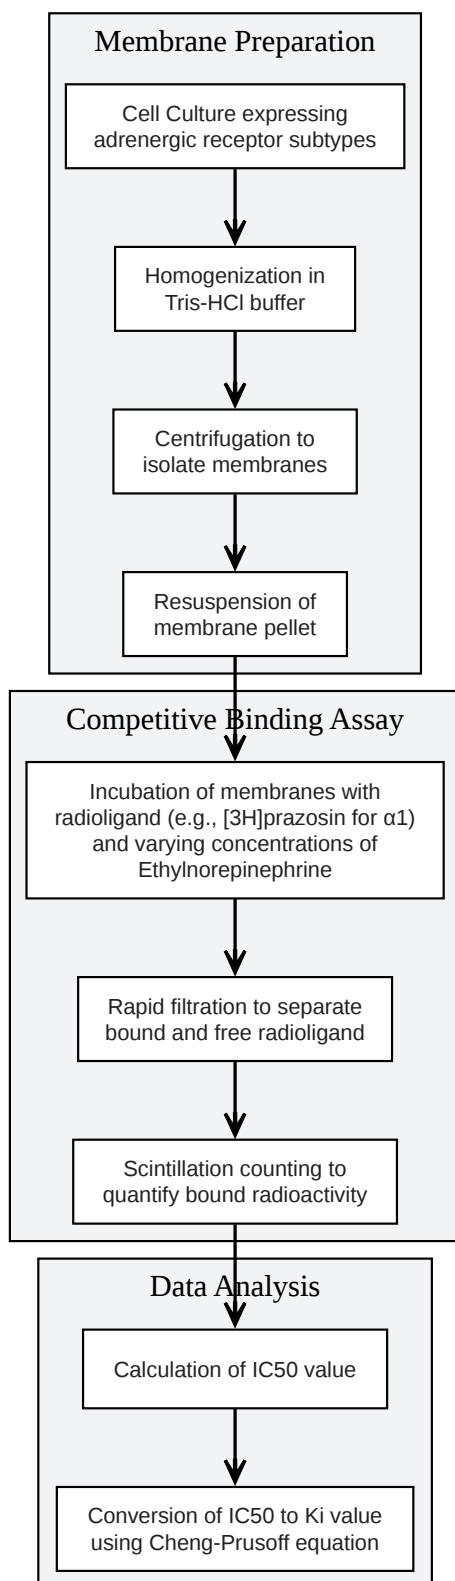 Membrane Preparation
Cell Culture expressing
adrenergic receptor subtypes
Homogenization in
Tris-HCl buffer
Centrifugation to
isolate membranes
Resuspension of
membrane pellet
Competitive Binding Assay
Incubation of membranes with
radioligand (e.g., [3H]prazosin for α1)
and varying concentrations of
Ethylnorepinephrine
Rapid filtration to separate
bound and free radioligand
Scintillation counting to
quantify bound radioactivity
Data Analysis
Calculation of IC50 value
Conversion of IC50 to Ki value
using Cheng-Prusoff equation